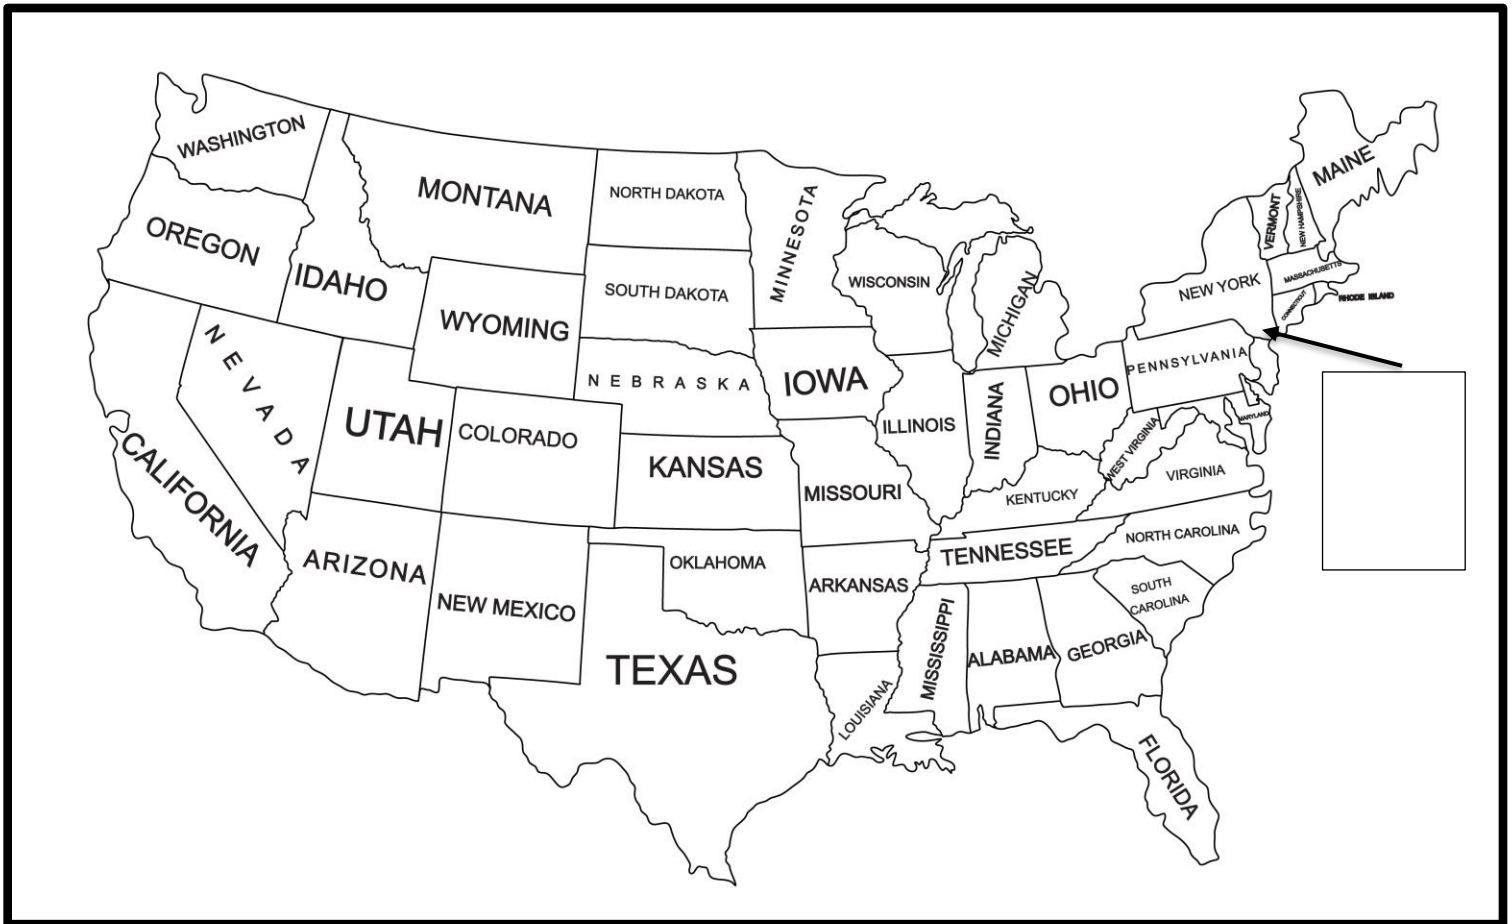 WASHINGTON
OREGON
CALIFORNIA
NEVADA
IDAHO
MONTANA
WYOMING
UTAH
COLORADO
ARIZONA
NEW MEXICO
NORTH DAKOTA
SOUTH DAKOTA
NEBRASKA
KANSAS
OKLAHOMA
TEXAS
MINNESOTA
IOWA
MISSOURI
ARKANSAS
LOUISIANA
WISCONSIN
ILLINOIS
MICHIGAN
INDIANA
OHIO
KENTUCKY
TENNESSEE
MISSISSIPPI
ALABAMA
GEORGIA
FLORIDA
SOUTH
CAROLINA
NORTH CAROLINA
VIRGINIA
WEST VIRGINIA
MARYLAND
PENNSYLVANIA
NEW YORK
VERMONT
NEW HAMPSHIRE
MAINE
MASSACHUSETTS
CONNECTICUT
RHODE ISLAND